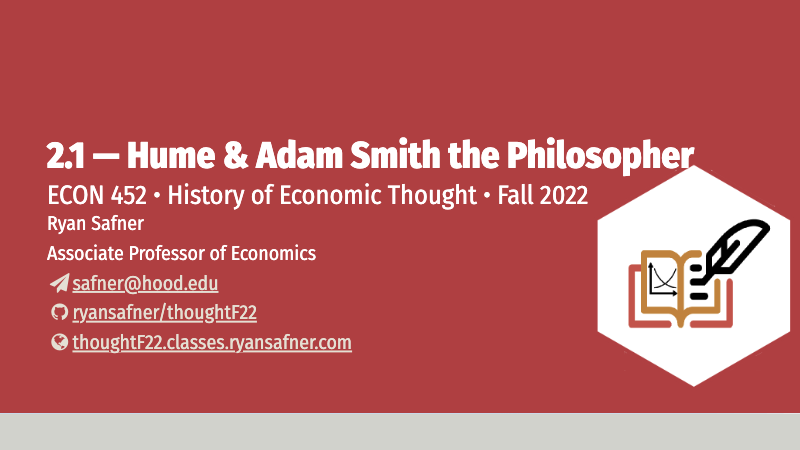 2.1 — Hume & Adam Smith the Philosopher
ECON 452 • History of Economic Thought • Fall 2022
Ryan Safner
Associate Professor of Economics
safner@hood.edu
ryansafner/thoughtF22
thoughtF22.classes.ryansafner.com